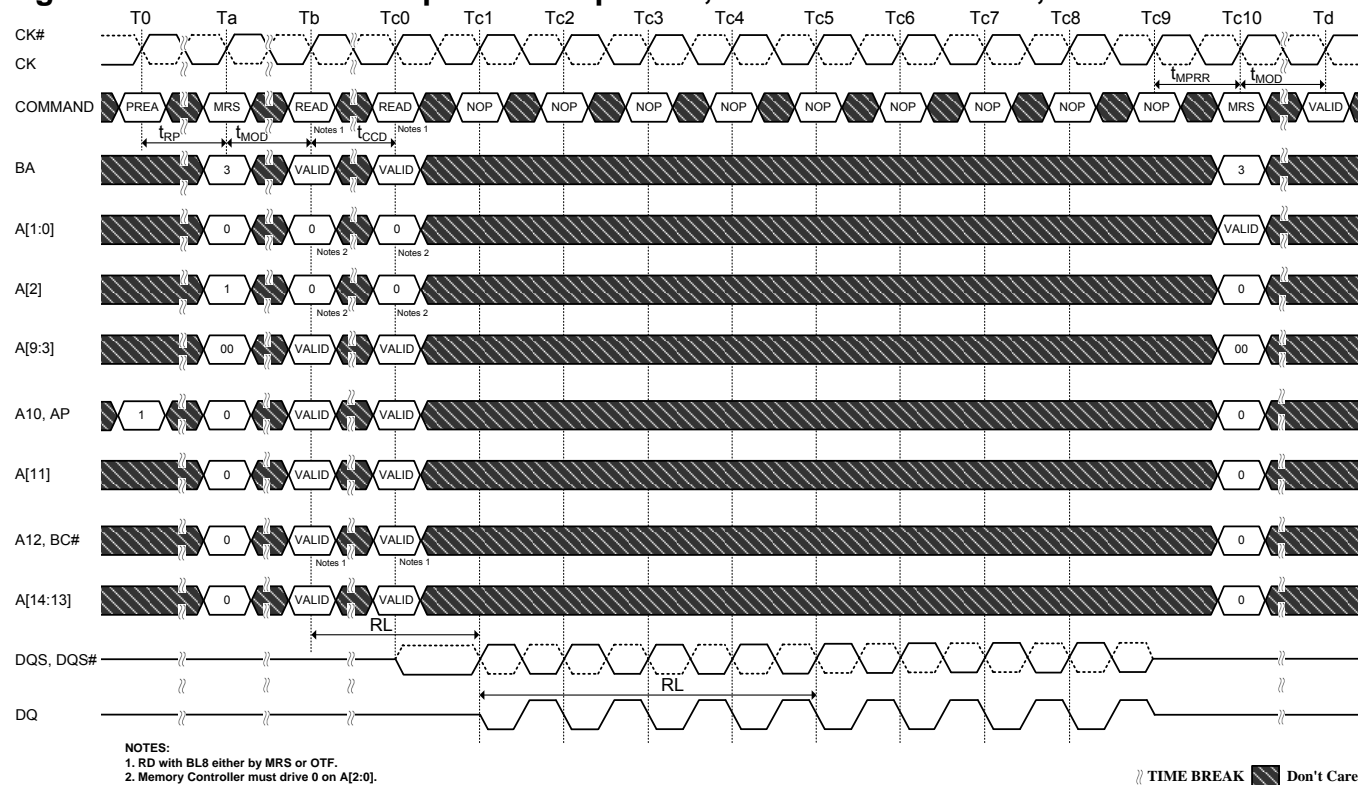 T0 Ta Tb Tc0 Tc1 Tc2 Tc3 Tc4 Tc5 Tc6 Tc7 Tc8 Tc9 Tc10 Td
CK#
CK
tMPRR tMOD
COMMAND PREA MRS READ READ NOP NOP NOP NOP NOP NOP NOP NOP NOP MRS VALID
Notes 1 Notes 1
tRP tMOD tCCD
BA 3 VALID VALID 3
A[1:0] 0 0 0 VALID
Notes 2 Notes 2
A[2] 1 0 0 0
Notes 2 Notes 2
A[9:3] 00 VALID VALID 00
A10, AP 1 0 VALID VALID 0
A[11] 0 VALID VALID 0
A12, BC# 0 VALID VALID 0
Notes 1 Notes 1
A[14:13] 0 VALID VALID 0
RL
DQS, DQS#
RL
DQ
NOTES:
1. RD with BL8 either by MRS or OTF.
2. Memory Controller must drive 0 on A[2:0].
TIME BREAK Don't Care